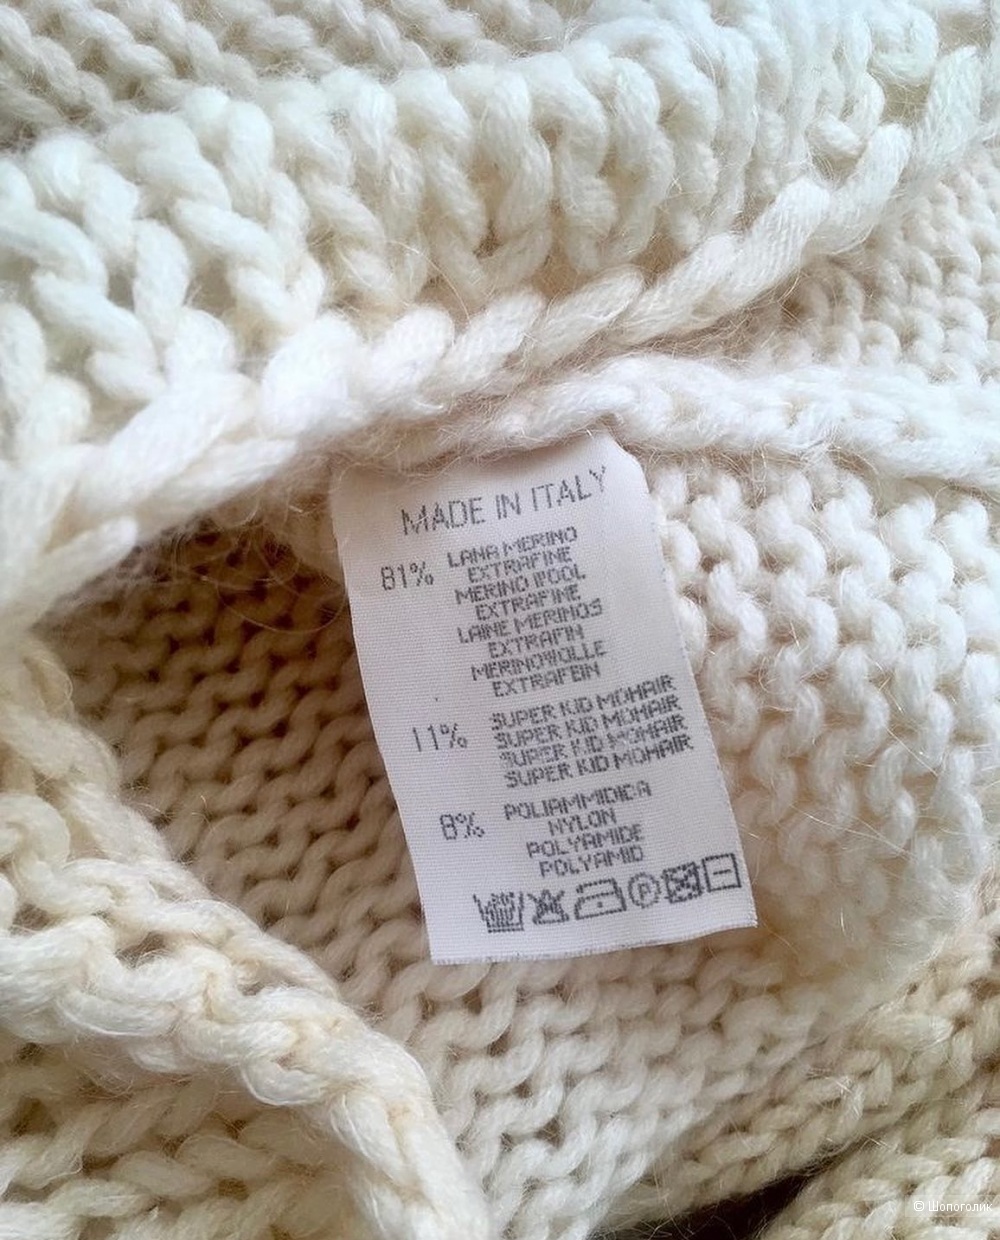 MADE IN ITALY
81% LANA MERINO
EXTRAFINE
MERINO WOOL
EXTRAFINE
LAINE MERINOS
EXTRAFIN
MERINOWOLLE
EXTRAFEIN
11% SUPER KID MOHAIR
SUPER KID MOHAIR
SUPER KID MOHAIR
SUPER KID MOHAIR
8% POLIAMMIDICA
NYLON
POLYAMIDE
POLYAMID
P
© Шопоголик